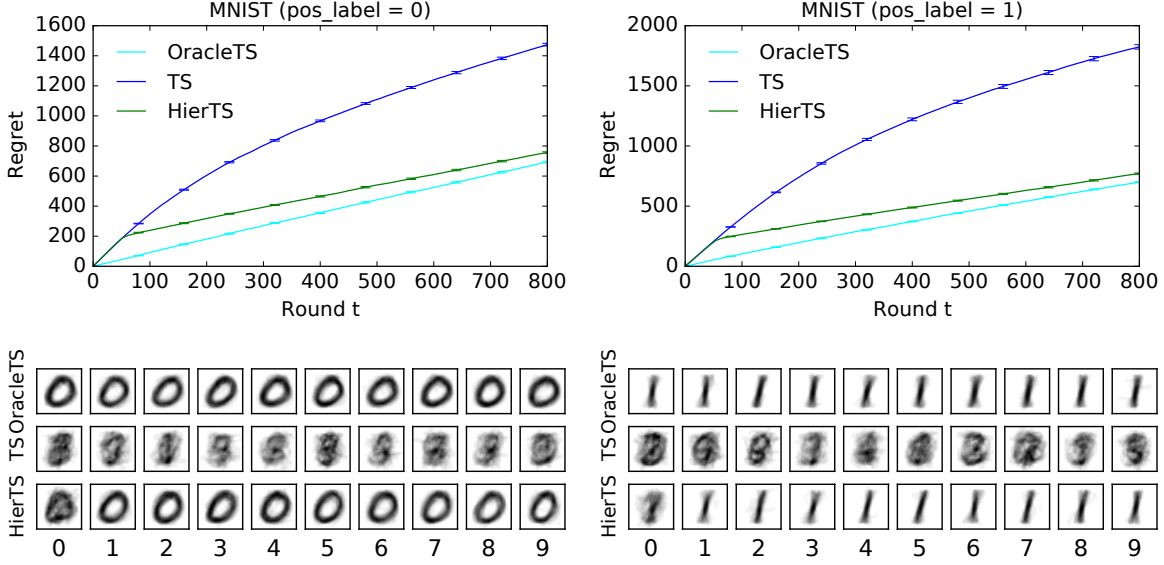 MNIST (pos_label = 0)
1600
1400
1200
1000
800
600
400
200
0
Regret
OracleTS
TS
HierTS
0 100 200 300 400 500 600 700 800
Round t
MNIST (pos_label = 1)
2000
1500
1000
500
0
Regret
OracleTS
TS
HierTS
0 100 200 300 400 500 600 700 800
Round t
OracleTS
TS
HierTS
0 1 2 3 4 5 6 7 8 9
OracleTS
TS
HierTS
0 1 2 3 4 5 6 7 8 9